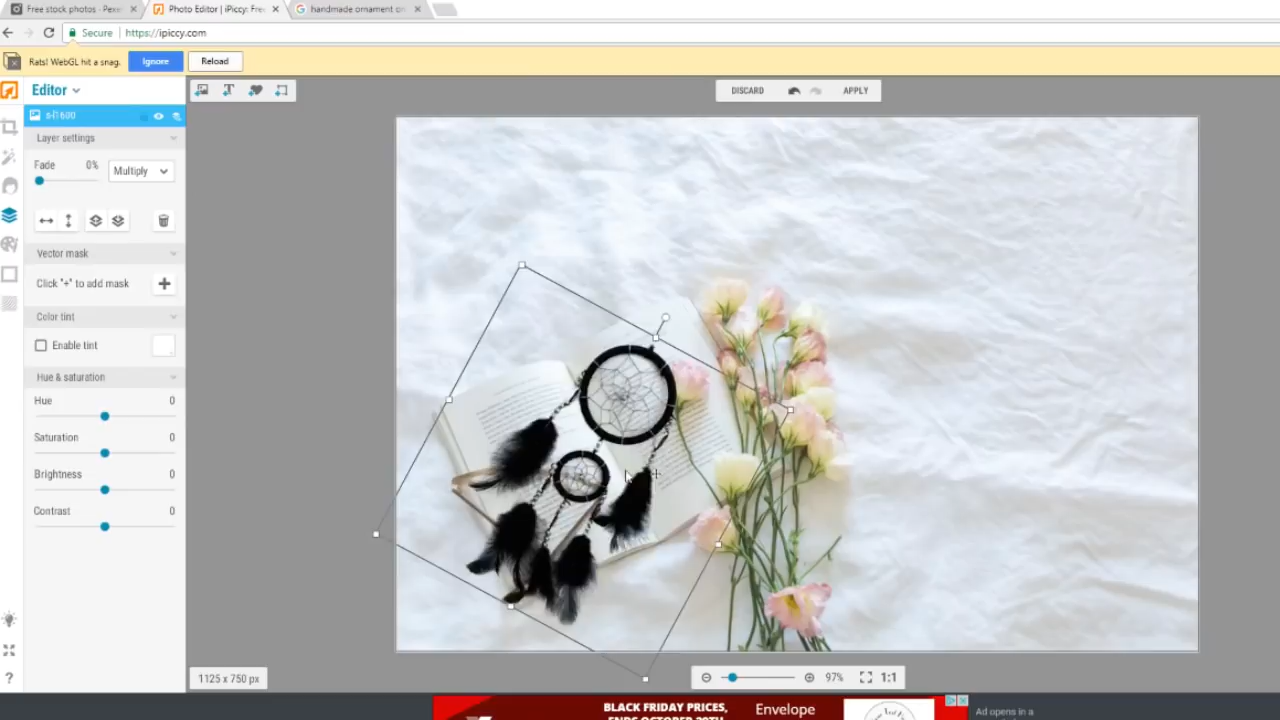 Free stock photos · Pexe
Photo Editor | iPiccy: Free
handmade ornament on
Secure
https://ipiccy.com
Rats! WebGL hit a snag.
Ignore
Reload
Editor
DISCARD
APPLY
s-l1600
Layer settings
Fade 0%
Multiply
Vector mask
Click "+" to add mask
Color tint
Enable tint
Hue & saturation
Hue 0
Saturation 0
Brightness 0
Contrast 0
1125 x 750 px
97%
1:1
BLACK FRIDAY PRICES,
ENDS OCTOBER 29TH
Envelope
Ad opens in a